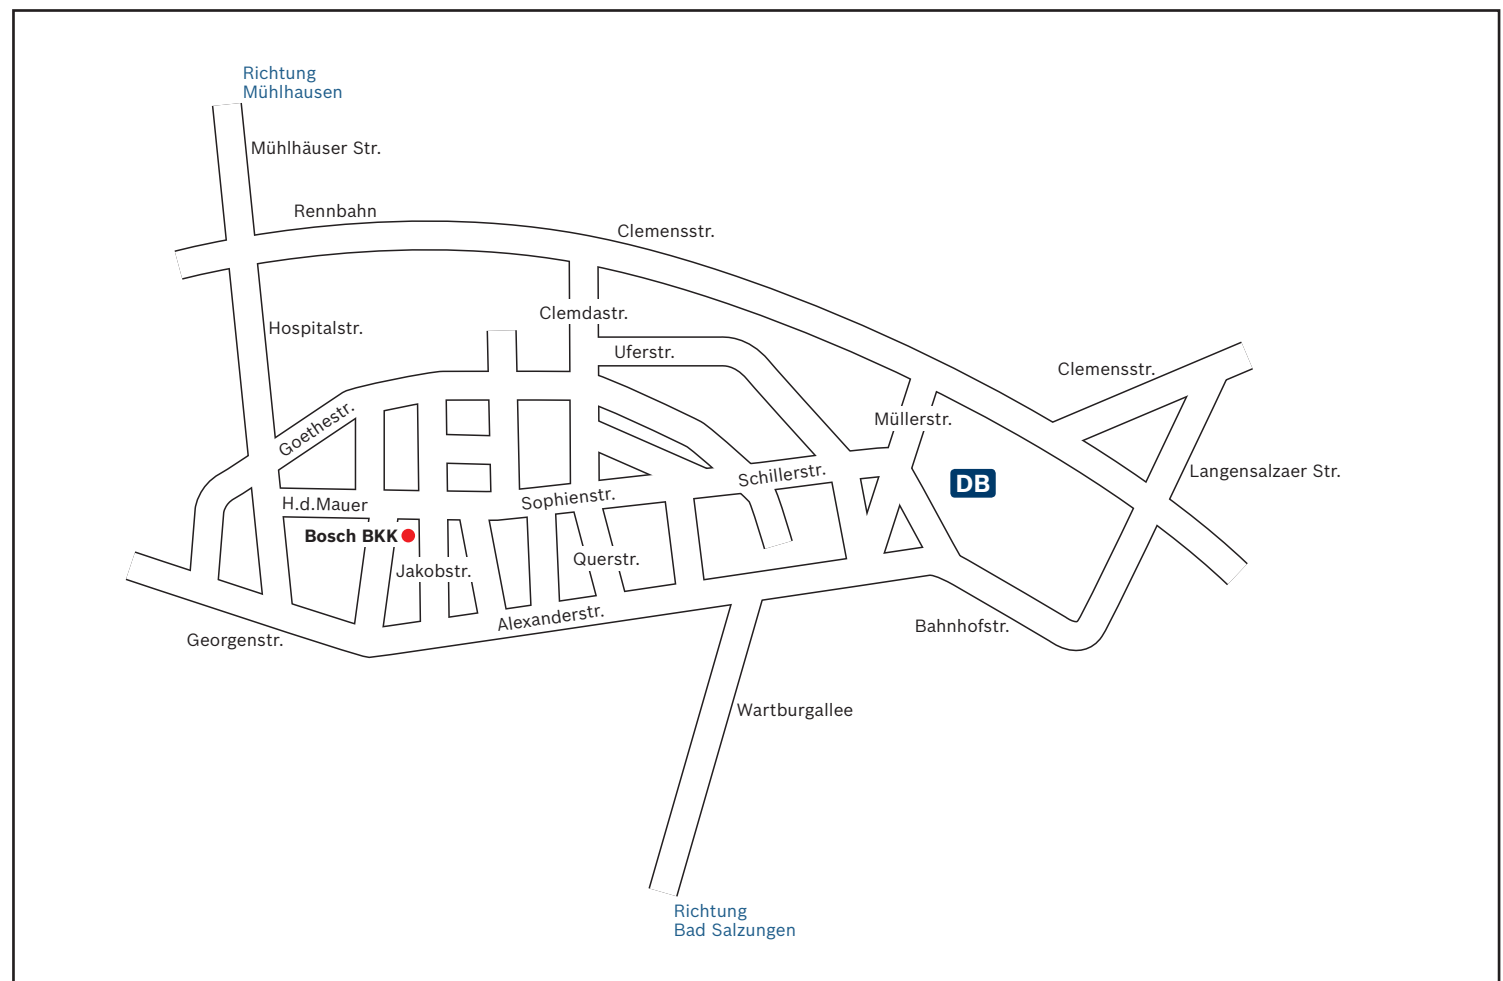 Richtung
Mühlhausen
Mühlhäuser Str.
Rennbahn
Clemensstr.
Clemdastr.
Hospitalstr.
Uferstr.
Clemensstr.
Goethestr.
Müllerstr.
Schillerstr.
Langensalzaer Str.
DB
H.d.Mauer
Sophienstr.
Bosch BKK
Querstr.
Jakobstr.
Alexanderstr.
Bahnhofstr.
Georgenstr.
Wartburgallee
Richtung
Bad Salzungen